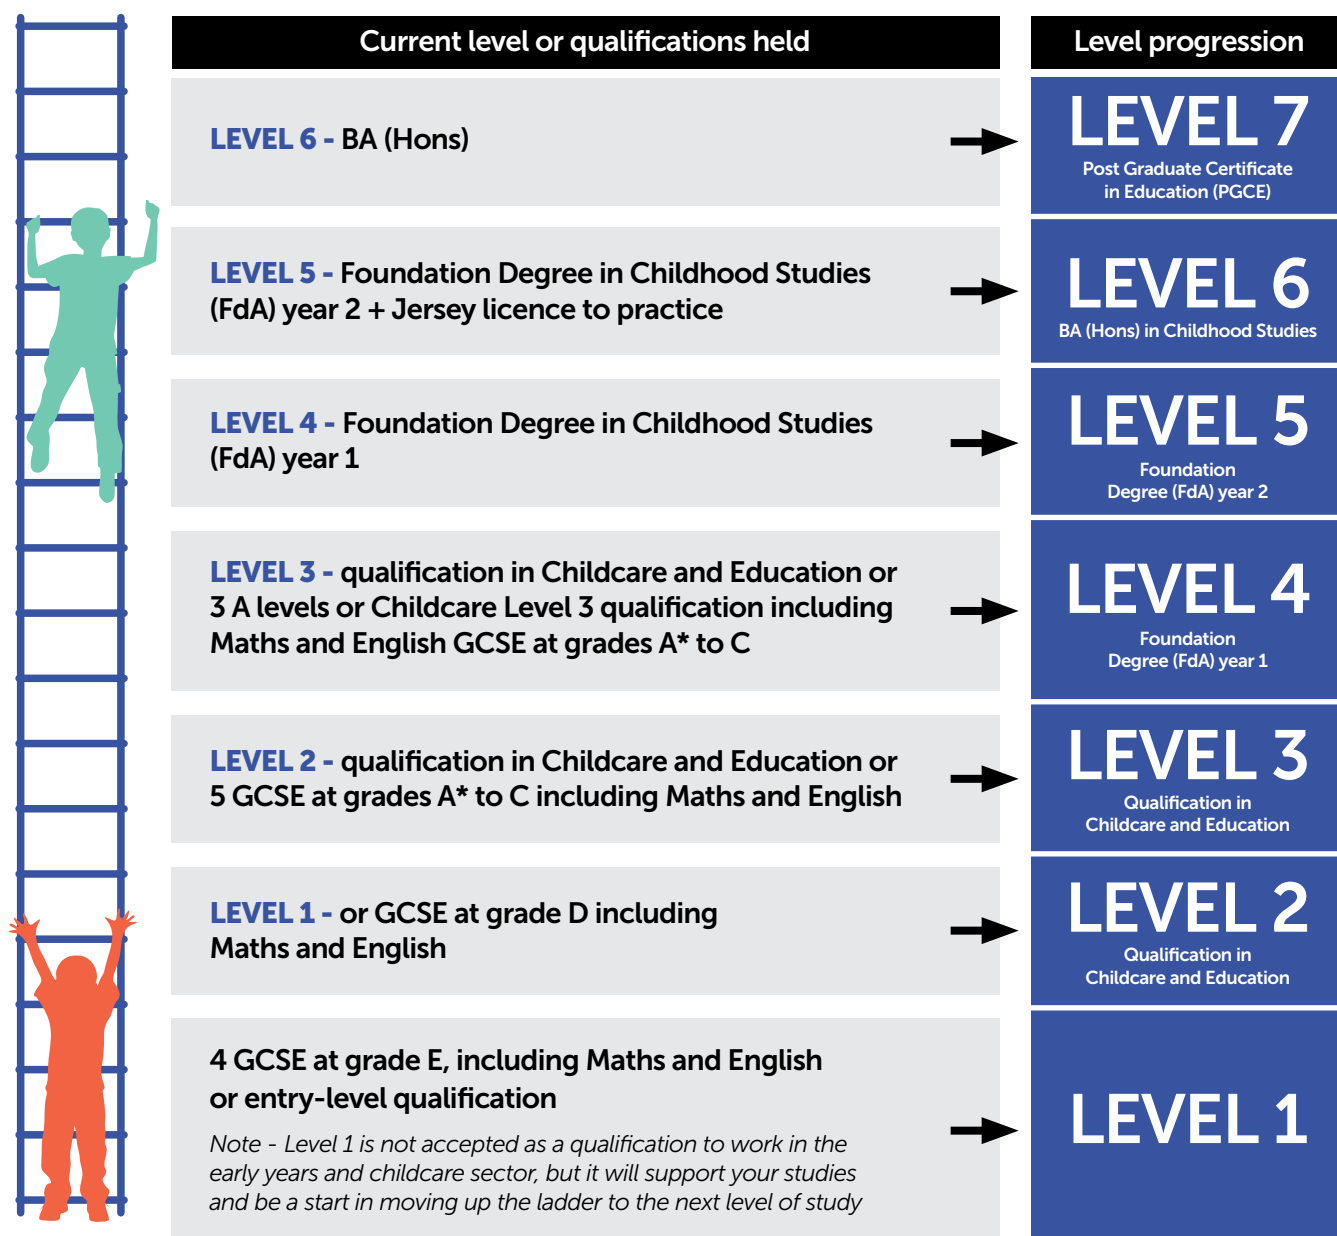 Current level or qualifications held
Level progression
LEVEL 6 - BA (Hons)
LEVEL 7
Post Graduate Certificate
in Education (PGCE)
LEVEL 5 - Foundation Degree in Childhood Studies
(FdA) year 2 + Jersey licence to practice
LEVEL 6
BA (Hons) in Childhood Studies
LEVEL 4 - Foundation Degree in Childhood Studies
(FdA) year 1
LEVEL 5
Foundation
Degree (FdA) year 2
LEVEL 3 - qualification in Childcare and Education or
3 A levels or Childcare Level 3 qualification including
Maths and English GCSE at grades A* to C
LEVEL 4
Foundation
Degree (FdA) year 1
LEVEL 2 - qualification in Childcare and Education or
5 GCSE at grades A* to C including Maths and English
LEVEL 3
Qualification in
Childcare and Education
LEVEL 1 - or GCSE at grade D including
Maths and English
LEVEL 2
Qualification in
Childcare and Education
4 GCSE at grade E, including Maths and English
or entry-level qualification
Note - Level 1 is not accepted as a qualification to work in the
early years and childcare sector, but it will support your studies
and be a start in moving up the ladder to the next level of study
LEVEL 1